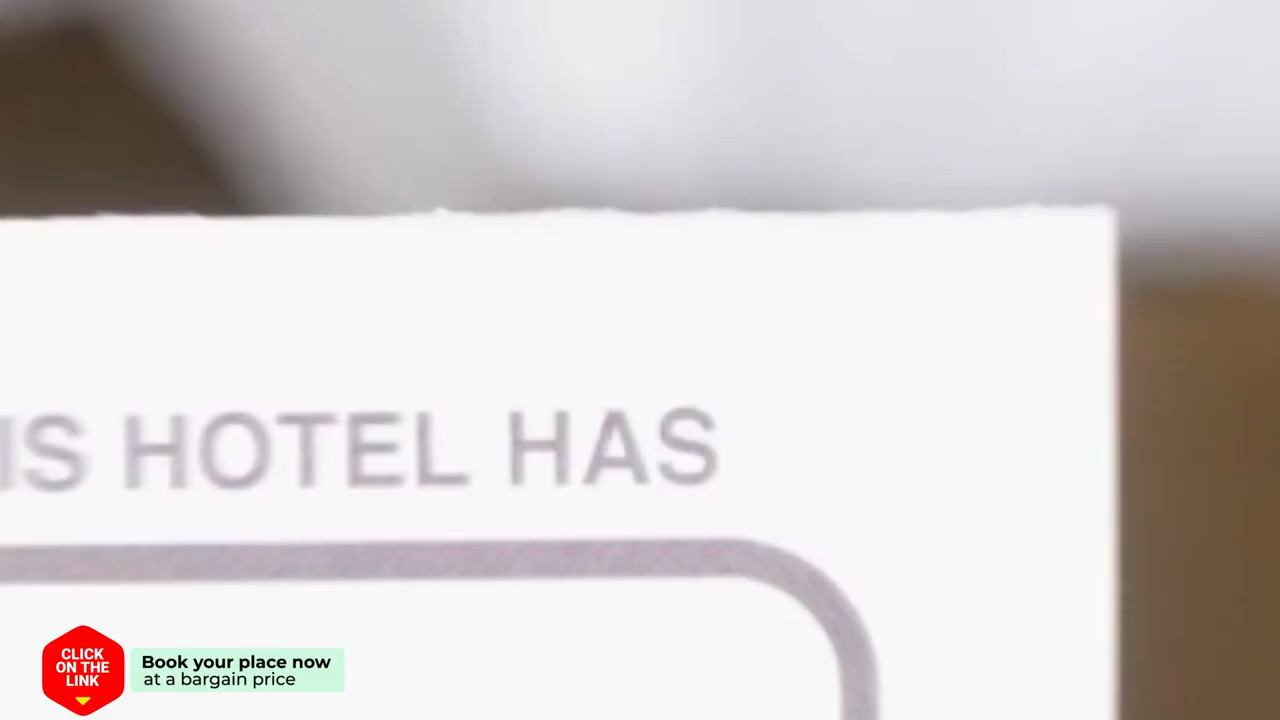 IS HOTEL HAS
CLICK
ON THE
LINK
Book your place now
at a bargain price